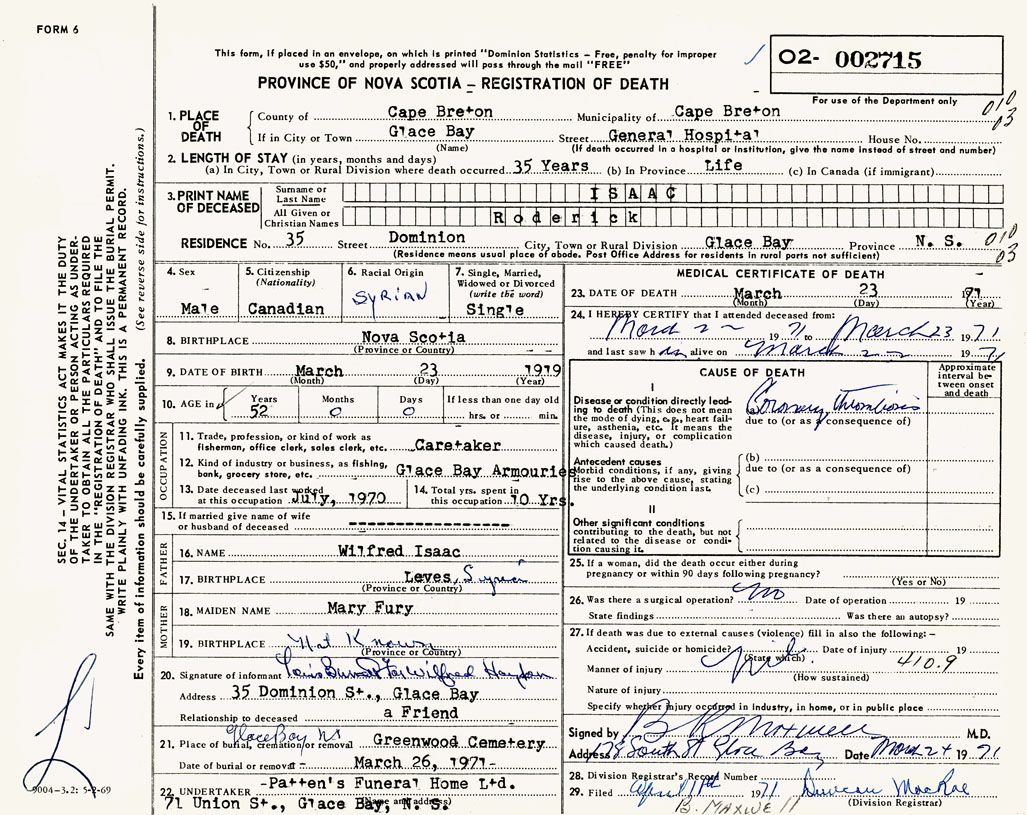 FORM 6
This form, if placed in an envelope, on which is printed "Dominion Statistics – Free, penalty for improper
use $50," and properly addressed will pass through the mail "FREE"
PROVINCE OF NOVA SCOTIA – REGISTRATION OF DEATH
O2- 002715
For use of the Department only
010
03
1. PLACE OF DEATH
County of Cape Breton Municipality of Cape Breton
If in City or Town Glace Bay Street General Hospital House No.
(Name) (If death occurred in a hospital or institution, give the name instead of street and number)
2. LENGTH OF STAY (in years, months and days)
(a) In City, Town or Rural Division where death occurred 35 Years (b) In Province Life (c) In Canada (if immigrant)
3. PRINT NAME OF DECEASED
Surname or Last Name ISAAC
All Given or Christian Names Roderick
RESIDENCE No. 35 Street Dominion City, Town or Rural Division Glace Bay Province N. S. 010
03
(Residence means usual place of abode. Post Office Address for residents in rural parts not sufficient)
4. Sex
Male
5. Citizenship
(Nationality)
Canadian
6. Racial Origin
SYRIAN
7. Single, Married,
Widowed or Divorced
(write the word)
Single
8. BIRTHPLACE Nova Scotia
(Province or Country)
9. DATE OF BIRTH March 23 1919
(Month) (Day) (Year)
10. AGE in Years Months Days If less than one day old
52 0 0 hrs. or min.
OCCUPATION
11. Trade, profession, or kind of work as
fisherman, office clerk, sales clerk, etc. Caretaker
12. Kind of industry or business, as fishing,
bank, grocery store, etc. Glace Bay Armouries
13. Date deceased last worked
at this occupation July, 1970
14. Total yrs. spent in
this occupation 10 Yrs.
15. If married give name of wife
or husband of deceased ----------------
FATHER
16. NAME Wilfred Isaac
17. BIRTHPLACE Leves, Syria
(Province or Country)
MOTHER
18. MAIDEN NAME Mary Fury
19. BIRTHPLACE Not Known
(Province or Country)
20. Signature of informant for Wilfred
Address 35 Dominion St., Glace Bay
Relationship to deceased a Friend
Glace Bay NS
21. Place of burial, cremation or removal Greenwood Cemetery
Date of burial or removal – March 26, 1971-
22. UNDERTAKER -Patten's Funeral Home Ltd.
71 Union St., Glace Bay, N. S.
(Name and address)
MEDICAL CERTIFICATE OF DEATH
23. DATE OF DEATH March 23 1971
(Month) (Day) (Year)
24. I HEREBY CERTIFY that I attended deceased from:
March 22 1971 to March 23 1971
and last saw him alive on March 22 1971
CAUSE OF DEATH
Approximate interval between onset and death
I
Disease or condition directly leading to death (This does not mean the mode of dying, e.g., heart failure, asthenia, etc. It means the disease, injury, or complication which caused death.)
(a) Coronary thrombosis
due to (or as a consequence of)
Antecedent causes
Morbid conditions, if any, giving rise to the above cause, stating the underlying condition last.
(b)
due to (or as a consequence of)
(c)
II
Other significant conditions contributing to the death, but not related to the disease or condition causing it.
25. If a woman, did the death occur either during
pregnancy or within 90 days following pregnancy?
(Yes or No)
26. Was there a surgical operation? No Date of operation 19
State findings Was there an autopsy?
27. If death was due to external causes (violence) fill in also the following: –
Accident, suicide or homicide? Date of injury 19
(State which) 410.9
Manner of injury
(How sustained)
Nature of injury
Specify whether injury occurred in industry, in home, or in public place
Signed by B R Maxwell M.D.
Address 178 South St Glace Bay Date March 24 1971
28. Division Registrar's Record Number
29. Filed April 1971 Duncan MacRae
(Division Registrar)
B. MAXWELL
SEC. 14 – VITAL STATISTICS ACT MAKES IT THE DUTY
OF THE UNDERTAKER OR PERSON ACTING AS UNDER-
TAKER TO OBTAIN ALL THE PARTICULARS REQUIRED
IN THE "REGISTRATION OF DEATH" AND TO FILE THE
SAME WITH THE DIVISION REGISTRAR WHO SHALL ISSUE THE BURIAL PERMIT.
WRITE PLAINLY WITH UNFADING INK. THIS IS A PERMANENT RECORD.
Every item of information should be carefully supplied. (See reverse side for instructions.)
9004-3.2: 5-2-69